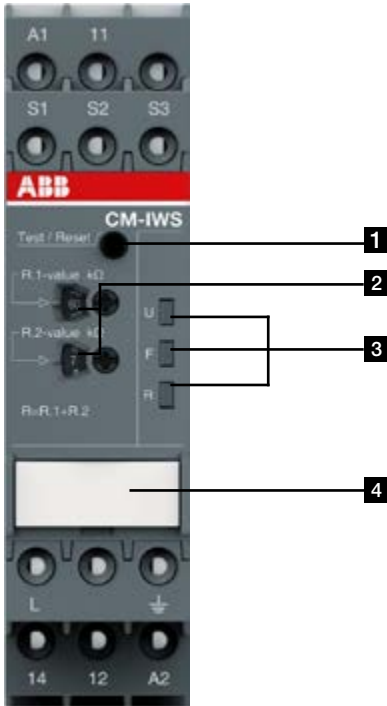 A1 11
S1 S2 S3
ABB
CM-IWS
Test / Reset
1
R.1-value kΩ
2
U
R.2-value kΩ
F
3
R
R=R.1+R.2
4
L
14 12 A2